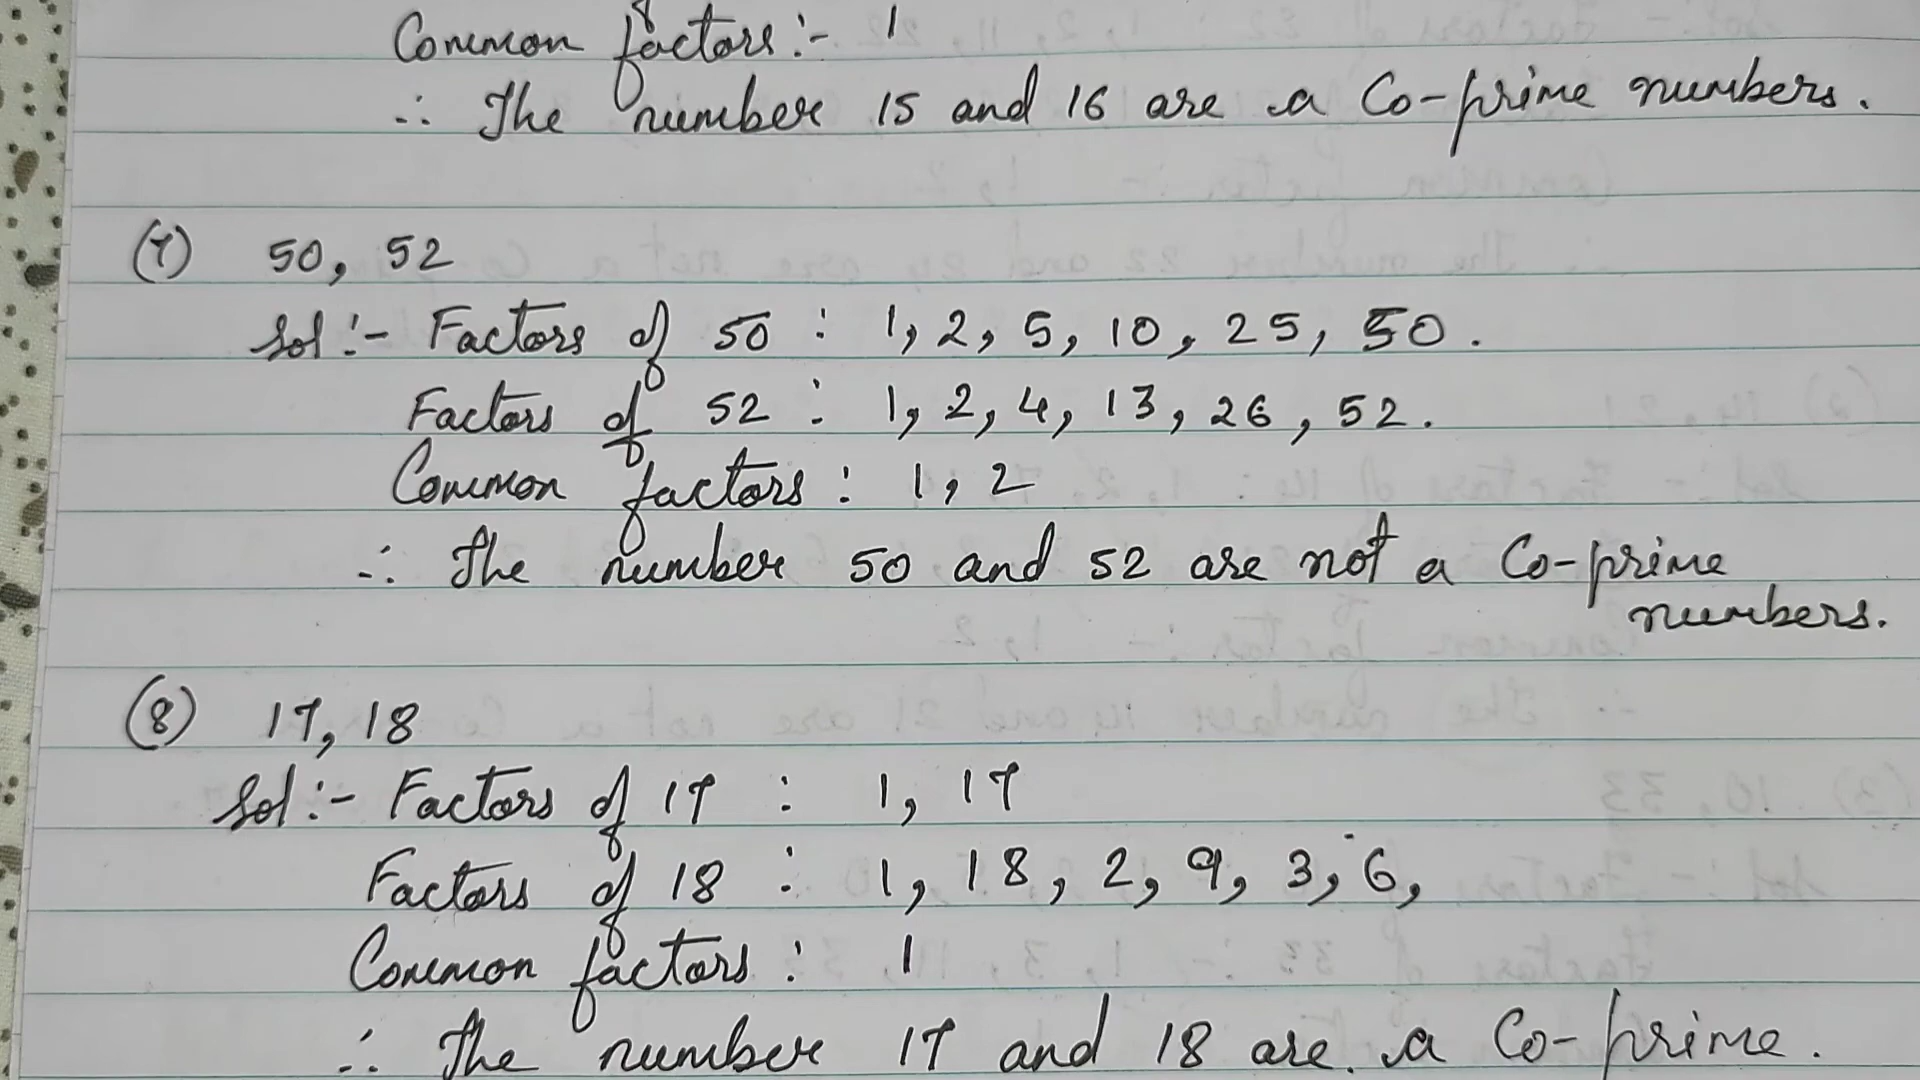 Common factors :- 1
∴ The number 15 and 16 are a Co-prime numbers.
(7) 50, 52
Sol :- Factors of 50 : 1, 2, 5, 10, 25, 50.
Factors of 52 : 1, 2, 4, 13, 26, 52.
Common factors : 1, 2
∴ The number 50 and 52 are not a Co-prime
numbers.
(8) 17, 18
Sol :- Factors of 17 : 1, 17
Factors of 18 : 1, 18, 2, 9, 3, 6,
Common factors : 1
∴ The number 17 and 18 are a Co-prime.